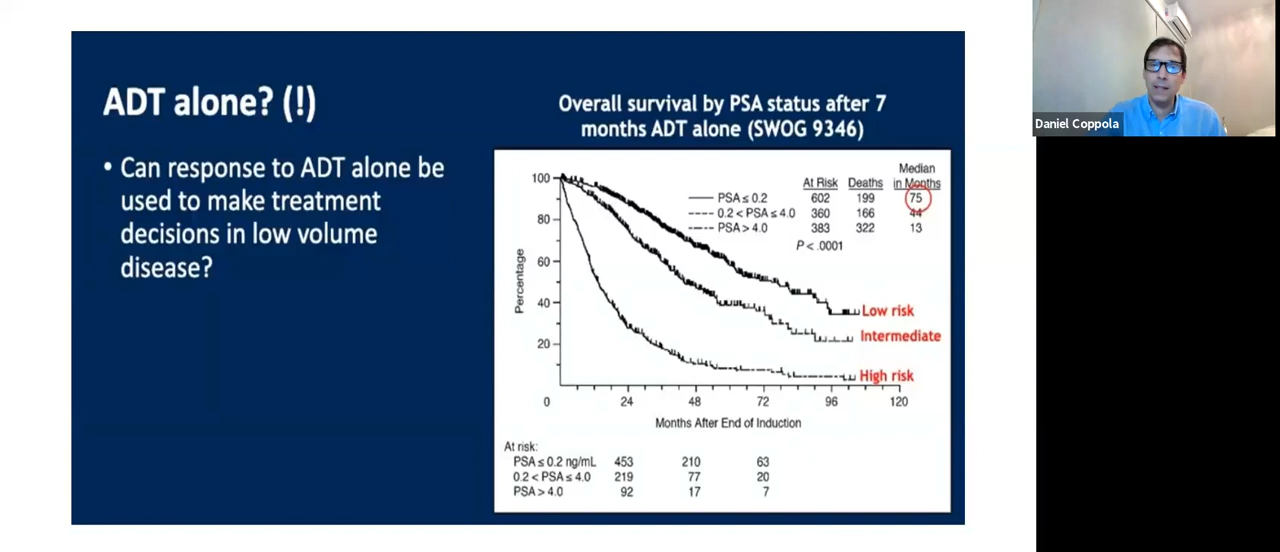 ADT alone? (!)
• Can response to ADT alone be
used to make treatment
decisions in low volume
disease?
Overall survival by PSA status after 7
months ADT alone (SWOG 9346)
Median
At Risk Deaths in Months
PSA ≤ 0.2 602 199 75
0.2 < PSA ≤ 4.0 360 166 44
PSA > 4.0 383 322 13
P < .0001
Percentage
100
80
60
40
20
Low risk
Intermediate
High risk
0 24 48 72 96 120
Months After End of Induction
At risk:
PSA ≤ 0.2 ng/mL 453 210 63
0.2 < PSA ≤ 4.0 219 77 20
PSA > 4.0 92 17 7
Daniel Coppola